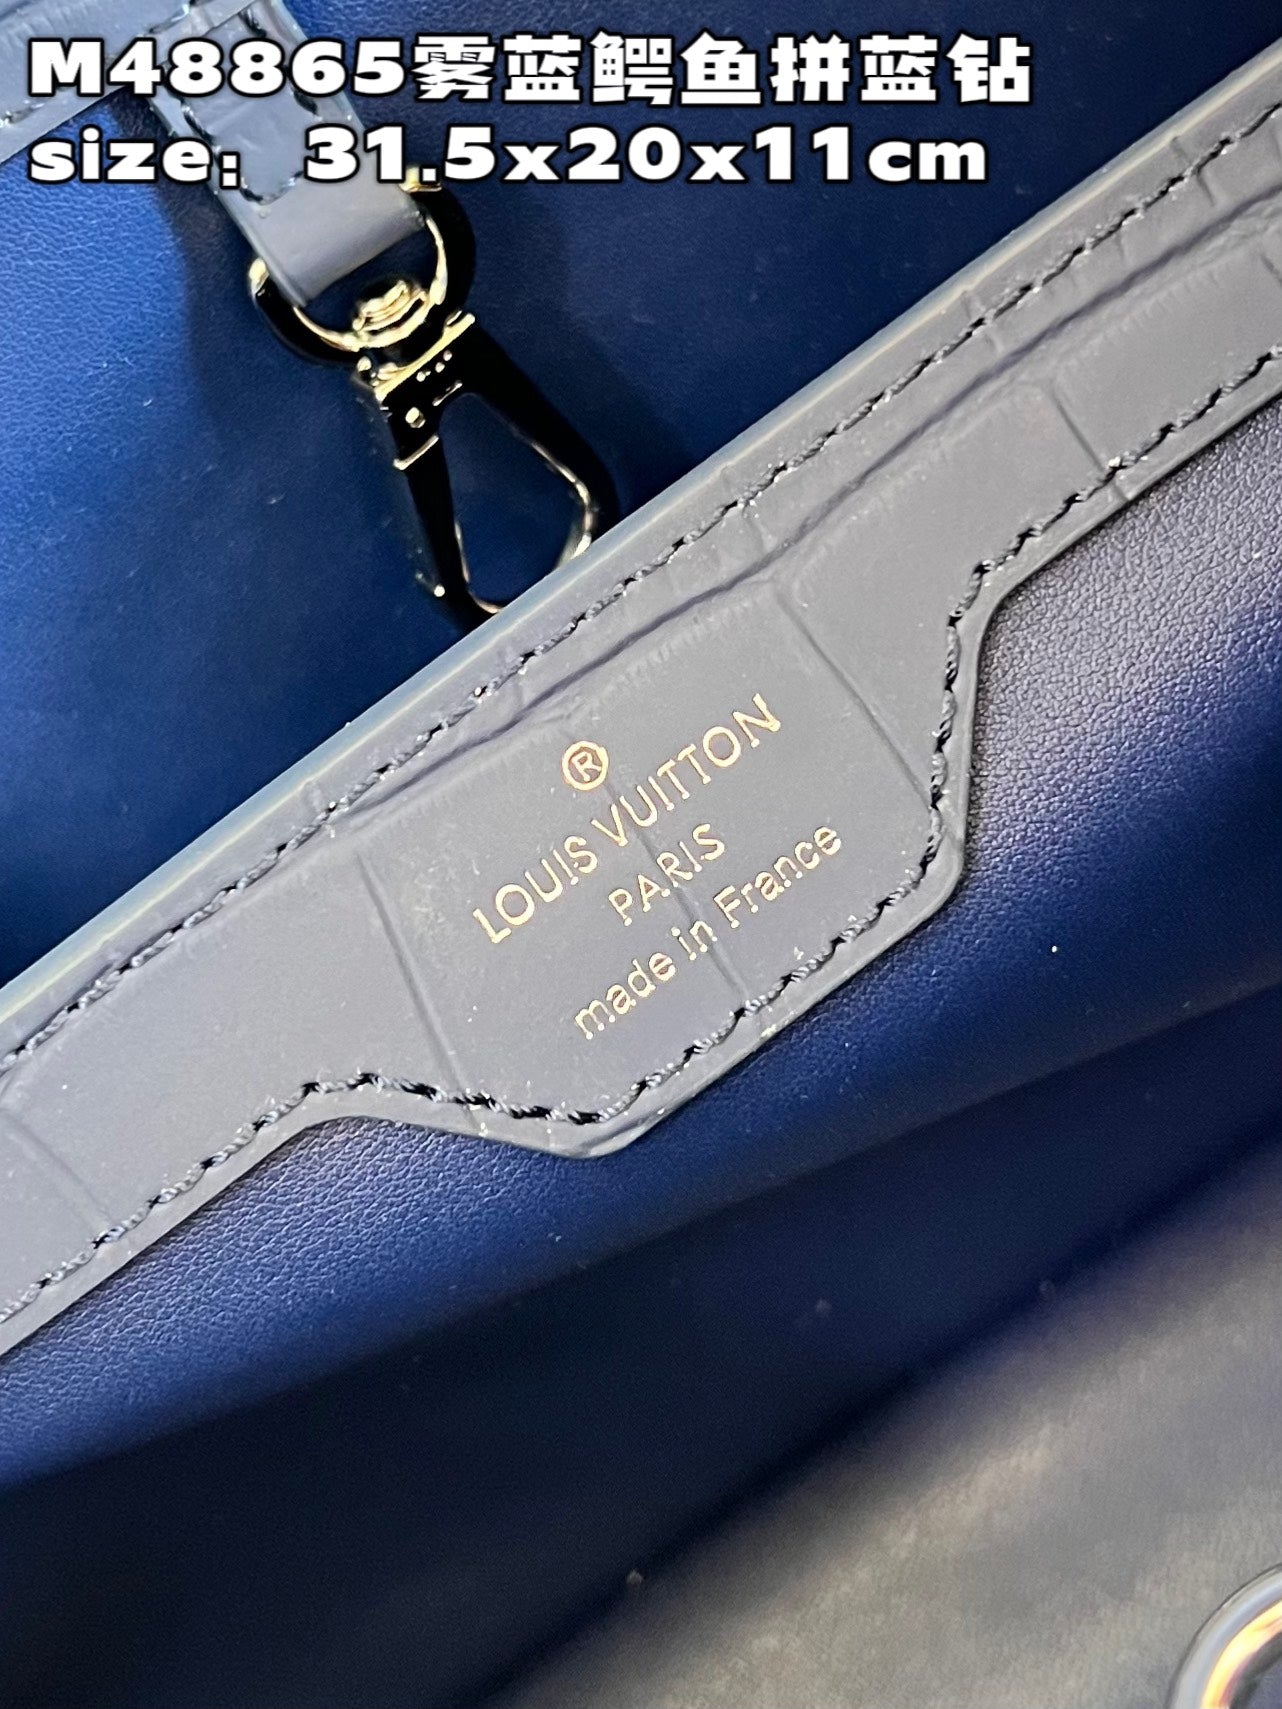 M48865雾蓝鳄鱼拼蓝钻
size：31.5x20x11cm
®
LOUIS VUITTON
PARIS
made in France